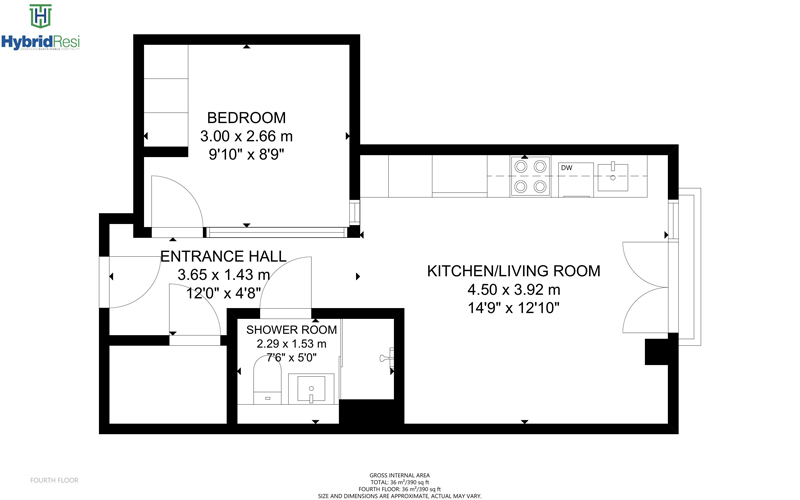 HybridResi
BEDROOM
3.00 x 2.66 m
9'10" x 8'9"
DW
ENTRANCE HALL
3.65 x 1.43 m
12'0" x 4'8"
KITCHEN/LIVING ROOM
4.50 x 3.92 m
14'9" x 12'10"
SHOWER ROOM
2.29 x 1.53 m
7'6" x 5'0"
FOURTH FLOOR
GROSS INTERNAL AREA
TOTAL: 36 m²/390 sq ft
FOURTH FLOOR: 36 m²/390 sq ft
SIZE AND DIMENSIONS ARE APPROXIMATE, ACTUAL MAY VARY.